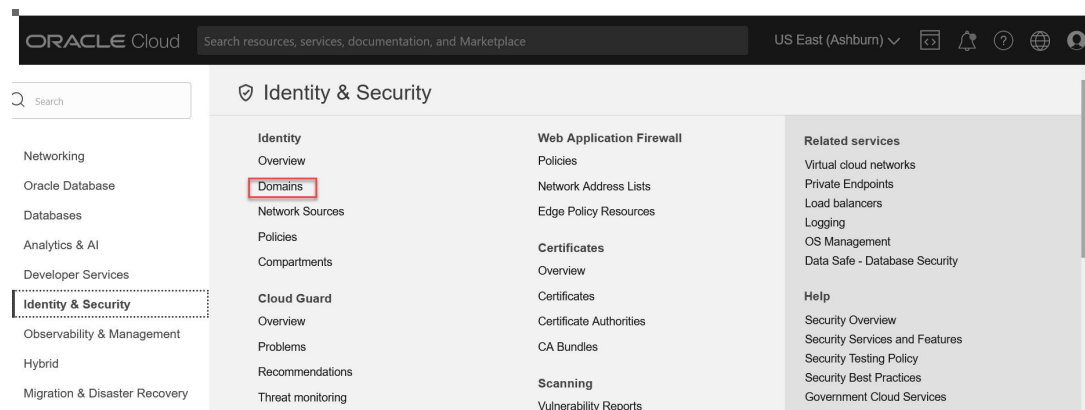 ORACLE Cloud
Search resources, services, documentation, and Marketplace
US East (Ashburn)
Search
Networking
Oracle Database
Databases
Analytics & AI
Developer Services
Identity & Security
Observability & Management
Hybrid
Migration & Disaster Recovery
Identity & Security
Identity
Overview
Domains
Network Sources
Policies
Compartments
Cloud Guard
Overview
Problems
Recommendations
Threat monitoring
Web Application Firewall
Policies
Network Address Lists
Edge Policy Resources
Certificates
Overview
Certificates
Certificate Authorities
CA Bundles
Scanning
Vulnerability Reports
Related services
Virtual cloud networks
Private Endpoints
Load balancers
Logging
OS Management
Data Safe - Database Security
Help
Security Overview
Security Services and Features
Security Testing Policy
Security Best Practices
Government Cloud Services